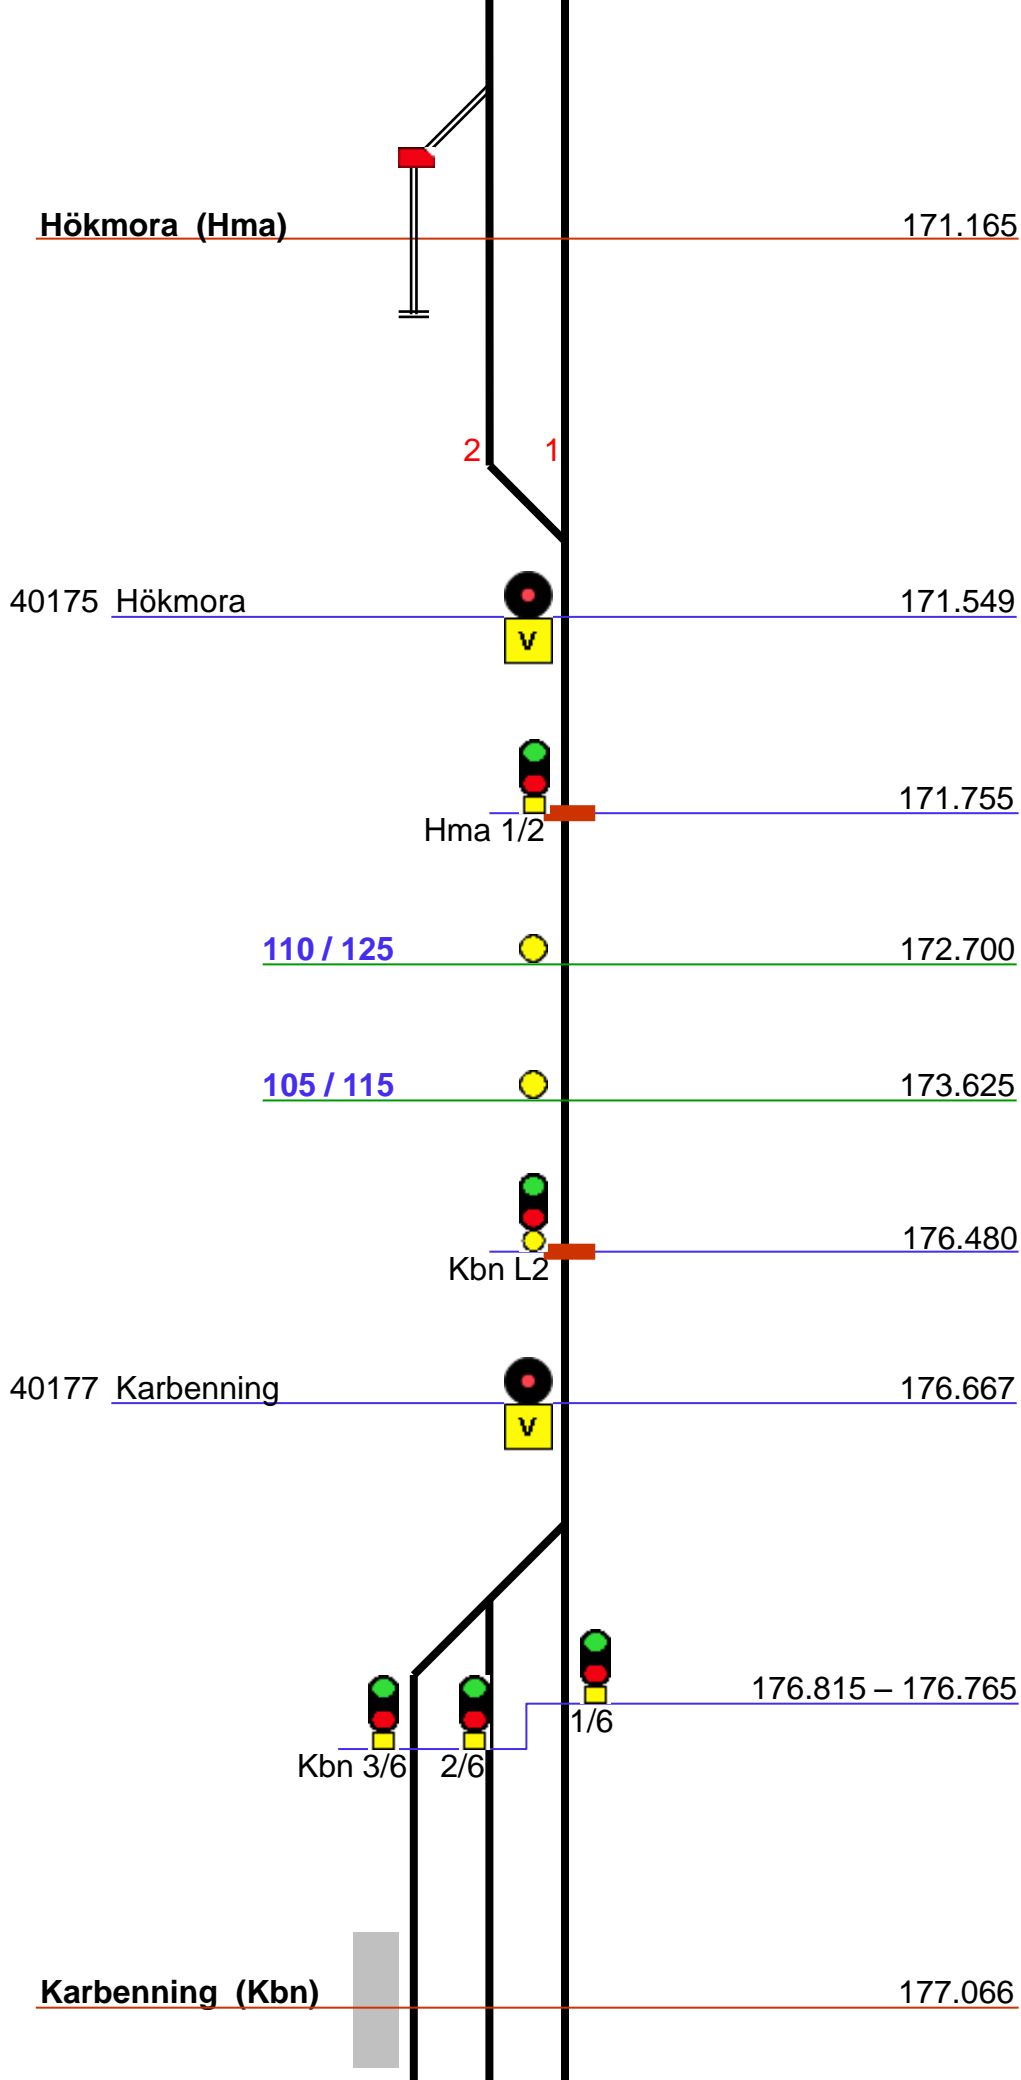 Hökmora (Hma) 171.165
2 1
40175 Hökmora V 171.549
171.755
Hma 1/2
110 / 125 172.700
105 / 115 173.625
176.480
Kbn L2
40177 Karbenning V 176.667
176.815 – 176.765
1/6
Kbn 3/6 2/6
Karbenning (Kbn) 177.066